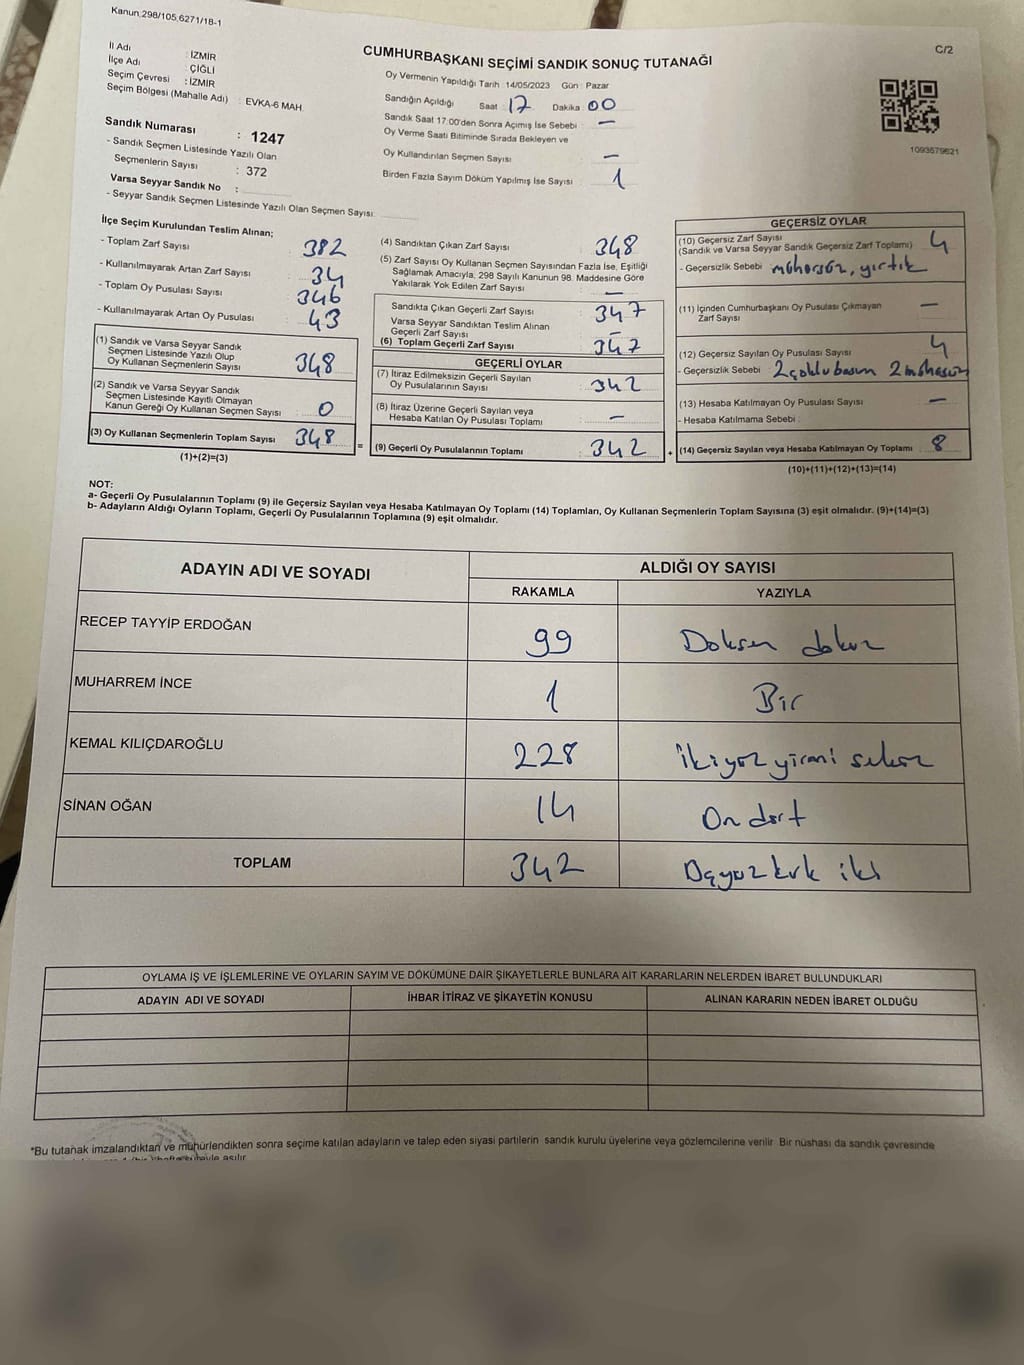 Kanun:298/105,6271/18-1
C/2
CUMHURBAŞKANI SEÇİMİ SANDIK SONUÇ TUTANAĞI
İl Adı : İZMİR
İlçe Adı : ÇİĞLİ
Seçim Çevresi : İZMİR
Seçim Bölgesi (Mahalle Adı) : EVKA-6 MAH.
Sandık Numarası : 1247
- Sandık Seçmen Listesinde Yazılı Olan
Seçmenlerin Sayısı : 372
Varsa Seyyar Sandık No :
- Seyyar Sandık Seçmen Listesinde Yazılı Olan Seçmen Sayısı:
Oy Vermenin Yapıldığı Tarih : 14/05/2023 Gün : Pazar
Sandığın Açıldığı Saat : 17 Dakika : 00
Sandık Saat 17:00'den Sonra Açılmış İse Sebebi : —
Oy Verme Saati Bitiminde Sırada Bekleyen ve
Oy Kullandırılan Seçmen Sayısı : —
Birden Fazla Sayım Döküm Yapılmış İse Sayısı : 1
1093579621
İlçe Seçim Kurulundan Teslim Alınan;
- Toplam Zarf Sayısı : 382
- Kullanılmayarak Artan Zarf Sayısı : 34
- Toplam Oy Pusulası Sayısı : 346
- Kullanılmayarak Artan Oy Pusulası : 43
(1) Sandık ve Varsa Seyyar Sandık
Seçmen Listesinde Yazılı Olup
Oy Kullanan Seçmenlerin Sayısı : 348
(2) Sandık ve Varsa Seyyar Sandık
Seçmen Listesinde Kayıtlı Olmayan
Kanun Gereği Oy Kullanan Seçmen Sayısı : 0
(3) Oy Kullanan Seçmenlerin Toplam Sayısı : 348
(1)+(2)=(3)
=
(4) Sandıktan Çıkan Zarf Sayısı : 348
(5) Zarf Sayısı Oy Kullanan Seçmen Sayısından Fazla İse, Eşitliği
Sağlamak Amacıyla; 298 Sayılı Kanunun 98. Maddesine Göre
Yakılarak Yok Edilen Zarf Sayısı : —
Sandıkta Çıkan Geçerli Zarf Sayısı : 347
Varsa Seyyar Sandıktan Teslim Alınan
Geçerli Zarf Sayısı : —
(6) Toplam Geçerli Zarf Sayısı : 347
GEÇERLİ OYLAR
(7) İtiraz Edilmeksizin Geçerli Sayılan
Oy Pusulalarının Sayısı : 342
(8) İtiraz Üzerine Geçerli Sayılan veya
Hesaba Katılan Oy Pusulası Toplamı : —
(9) Geçerli Oy Pusulalarının Toplamı : 342
+
GEÇERSİZ OYLAR
(10) Geçersiz Zarf Sayısı : 4
(Sandık ve Varsa Seyyar Sandık Geçersiz Zarf Toplamı)
- Geçersizlik Sebebi : mühürsüz, yırtık
(11) İçinden Cumhurbaşkanı Oy Pusulası Çıkmayan
Zarf Sayısı : —
(12) Geçersiz Sayılan Oy Pusulası Sayısı : 4
- Geçersizlik Sebebi : 2 çoklu basım 2 mühürsüz
(13) Hesaba Katılmayan Oy Pusulası Sayısı : —
- Hesaba Katılmama Sebebi :
(14) Geçersiz Sayılan veya Hesaba Katılmayan Oy Toplamı : 8
(10)+(11)+(12)+(13)=(14)
NOT:
a- Geçerli Oy Pusulalarının Toplamı (9) ile Geçersiz Sayılan veya Hesaba Katılmayan Oy Toplamı (14) Toplamları, Oy Kullanan Seçmenlerin Toplam Sayısına (3) eşit olmalıdır. (9)+(14)=(3)
b- Adayların Aldığı Oyların Toplamı, Geçerli Oy Pusulalarının Toplamına (9) eşit olmalıdır.
ADAYIN ADI VE SOYADI ALDIĞI OY SAYISI
RAKAMLA YAZIYLA
RECEP TAYYİP ERDOĞAN 99 Doksan dokuz
MUHARREM İNCE 1 Bir
KEMAL KILIÇDAROĞLU 228 ikiyüz yirmi sekiz
SİNAN OĞAN 14 On dört
TOPLAM 342 Üçyüz kırk iki
OYLAMA İŞ VE İŞLEMLERİNE VE OYLARIN SAYIM VE DÖKÜMÜNE DAİR ŞİKAYETLERLE BUNLARA AİT KARARLARIN NELERDEN İBARET BULUNDUKLARI
ADAYIN ADI VE SOYADI İHBAR İTİRAZ VE ŞİKAYETİN KONUSU ALINAN KARARIN NEDEN İBARET OLDUĞU
*Bu tutanak imzalandıktan ve mühürlendikten sonra seçime katılan adayların ve talep eden siyasi partilerin sandık kurulu üyelerine veya gözlemcilerine verilir. Bir nüshası da sandık çevresinde
asılır.